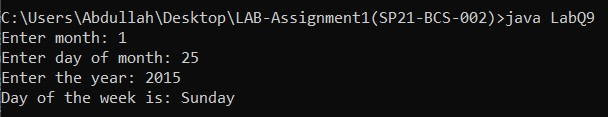 C:\Users\Abdullah\Desktop\LAB-Assignment1(SP21-BCS-002)>java LabQ9
Enter month: 1
Enter day of month: 25
Enter the year: 2015
Day of the week is: Sunday